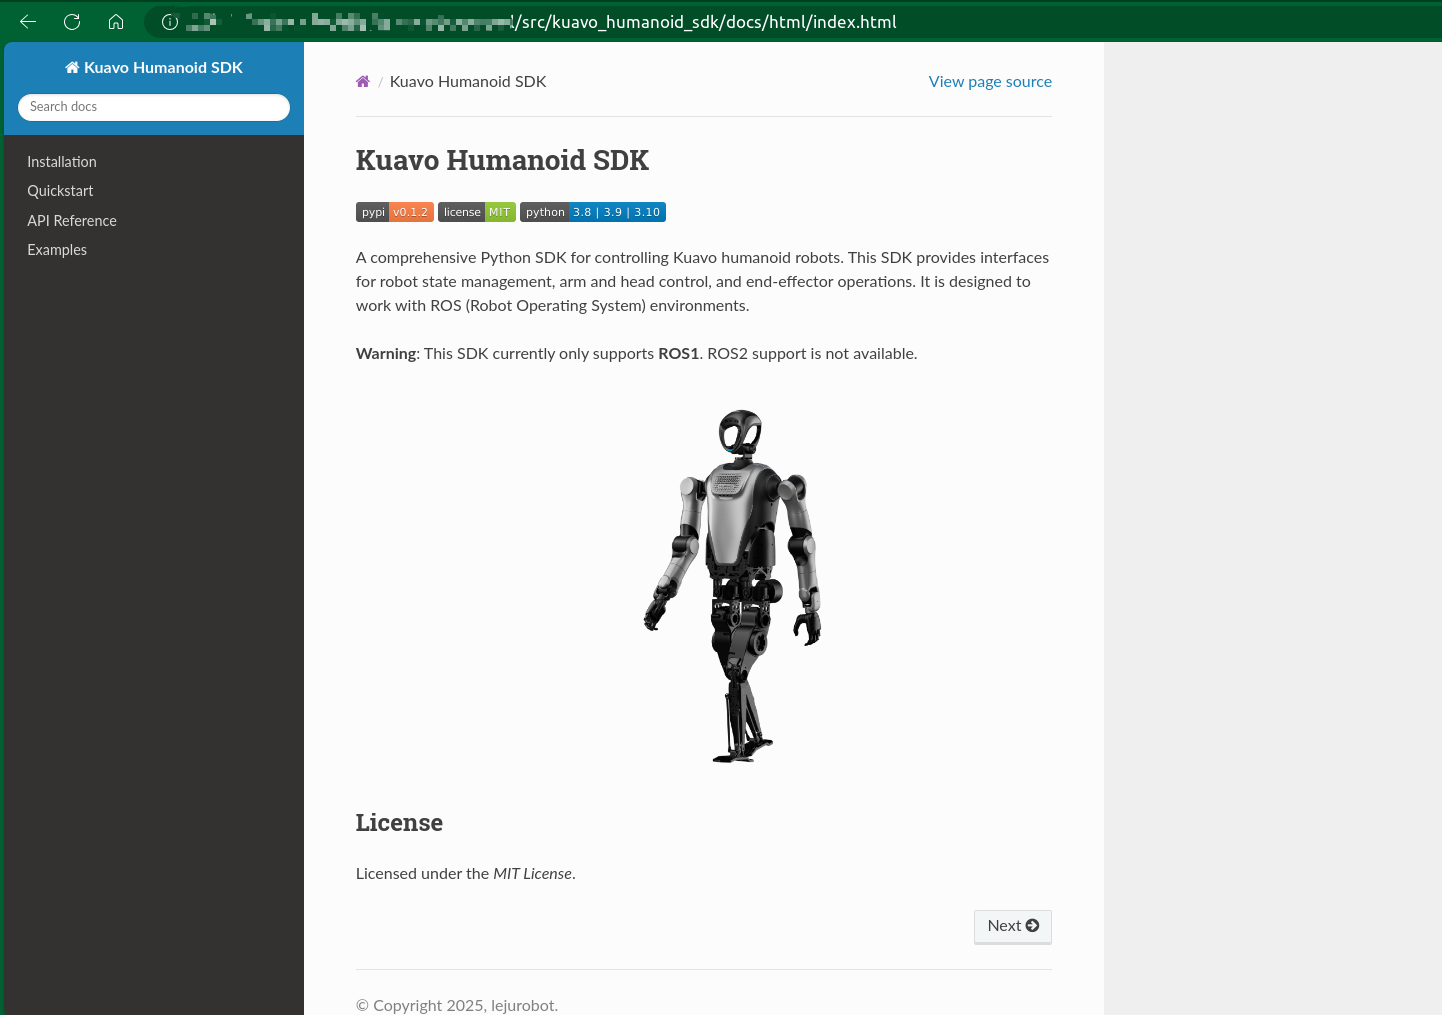 /src/kuavo_humanoid_sdk/docs/html/index.html
Kuavo Humanoid SDK
Search docs
Installation
Quickstart
API Reference
Examples
/ Kuavo Humanoid SDK
View page source
Kuavo Humanoid SDK
pypi v0.1.2 license MIT python 3.8 | 3.9 | 3.10
A comprehensive Python SDK for controlling Kuavo humanoid robots. This SDK provides interfaces
for robot state management, arm and head control, and end-effector operations. It is designed to
work with ROS (Robot Operating System) environments.
Warning: This SDK currently only supports ROS1. ROS2 support is not available.
License
Licensed under the MIT License.
Next
© Copyright 2025, lejurobot.